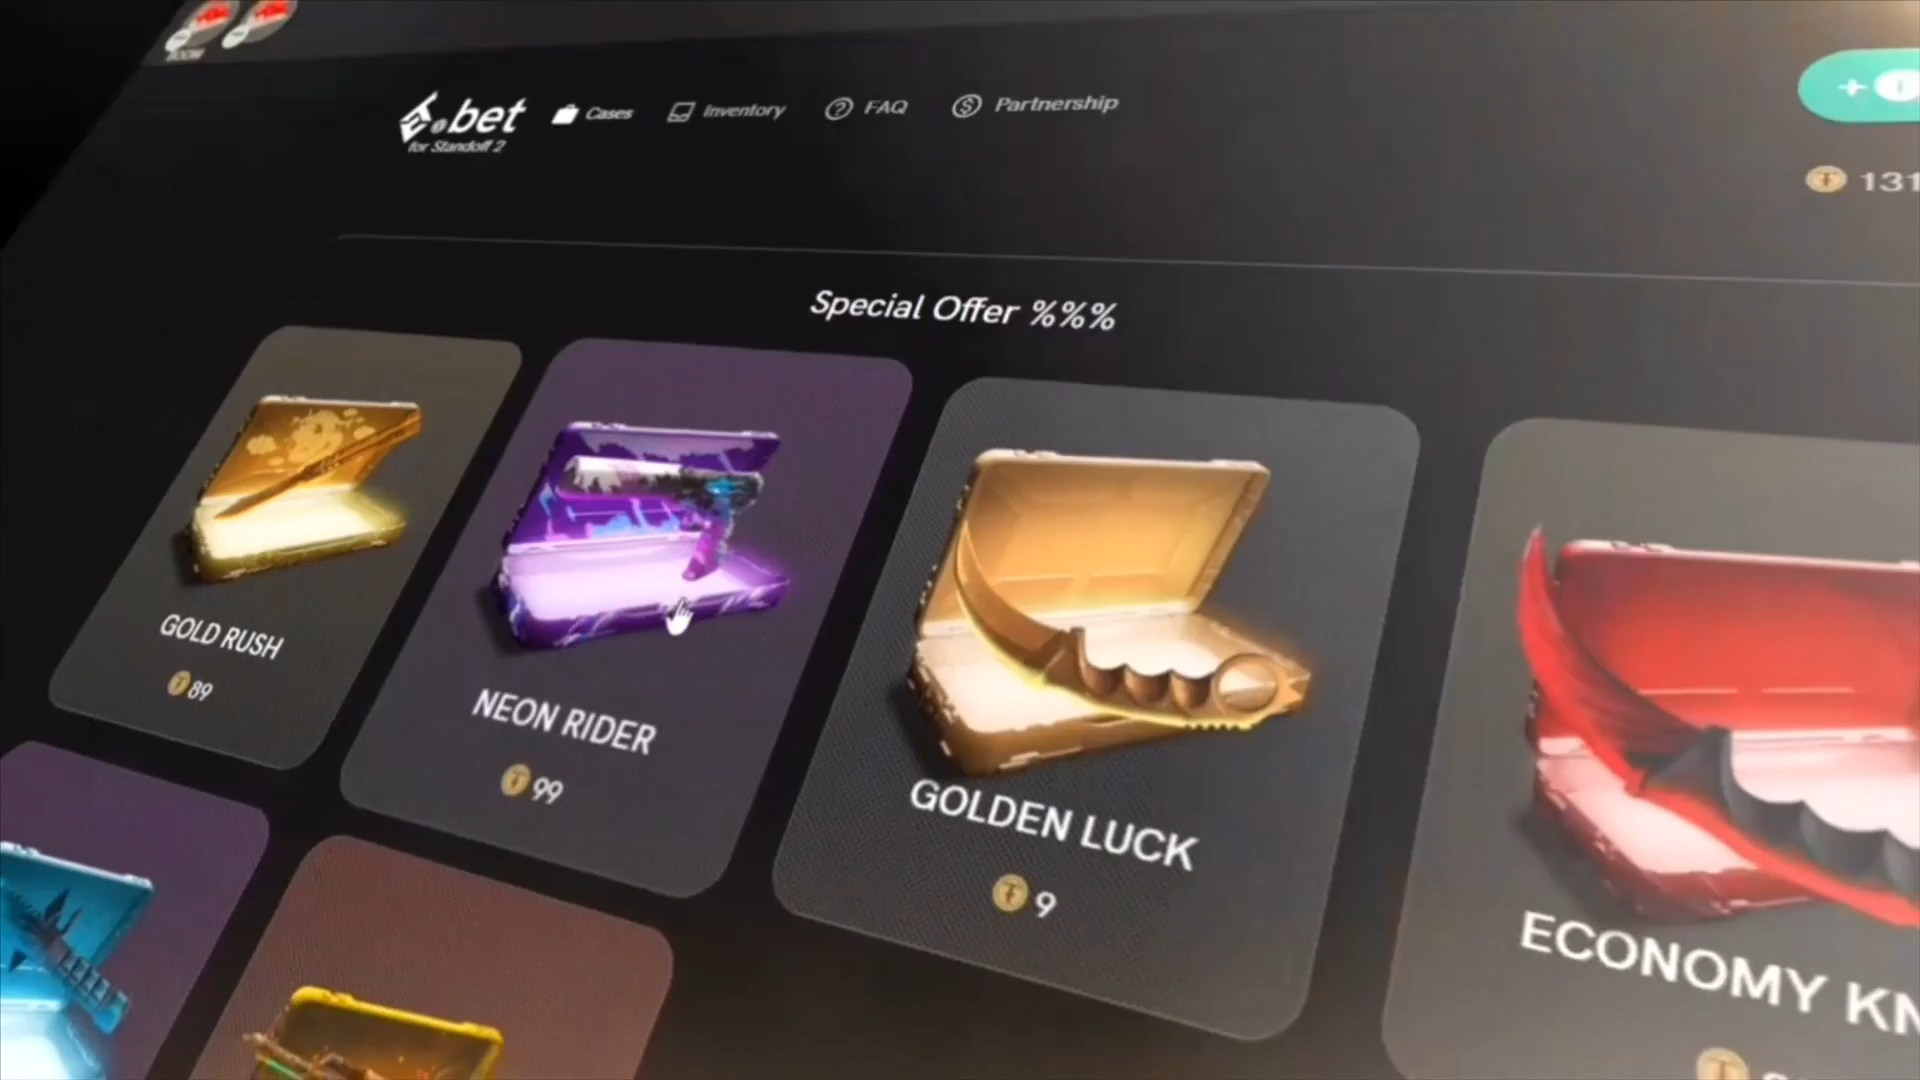 .bet
for Standoff 2
Cases
Inventory
FAQ
Partnership
+
131
Special Offer %%%
GOLD RUSH
89
NEON RIDER
99
GOLDEN LUCK
9
ECONOMY KN